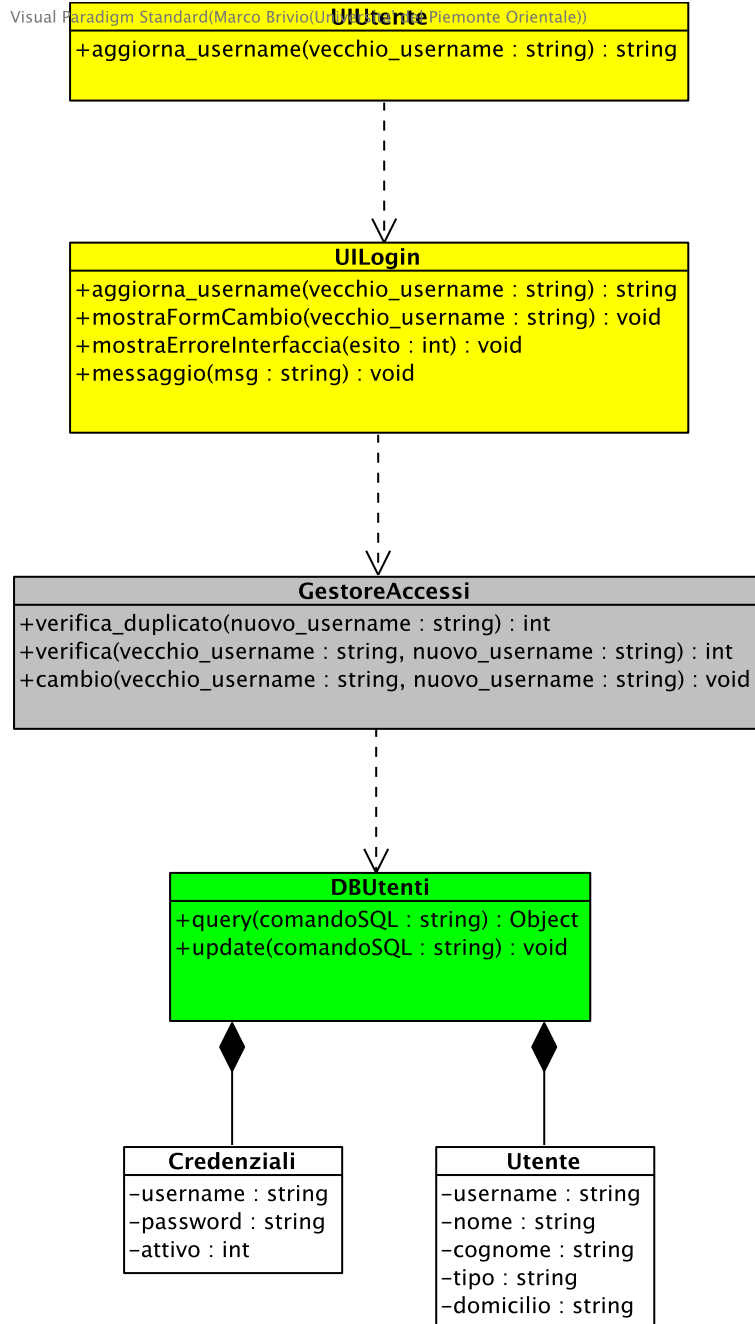 Visual Paradigm Standard(Marco Brivio(Universita' del Piemonte Orientale))
UIUtente
+aggiorna_username(vecchio_username : string) : string
UILogin
+aggiorna_username(vecchio_username : string) : string
+mostraFormCambio(vecchio_username : string) : void
+mostraErroreInterfaccia(esito : int) : void
+messaggio(msg : string) : void
GestoreAccessi
+verifica_duplicato(nuovo_username : string) : int
+verifica(vecchio_username : string, nuovo_username : string) : int
+cambio(vecchio_username : string, nuovo_username : string) : void
DBUtenti
+query(comandoSQL : string) : Object
+update(comandoSQL : string) : void
Credenziali
-username : string
-password : string
-attivo : int
Utente
-username : string
-nome : string
-cognome : string
-tipo : string
-domicilio : string